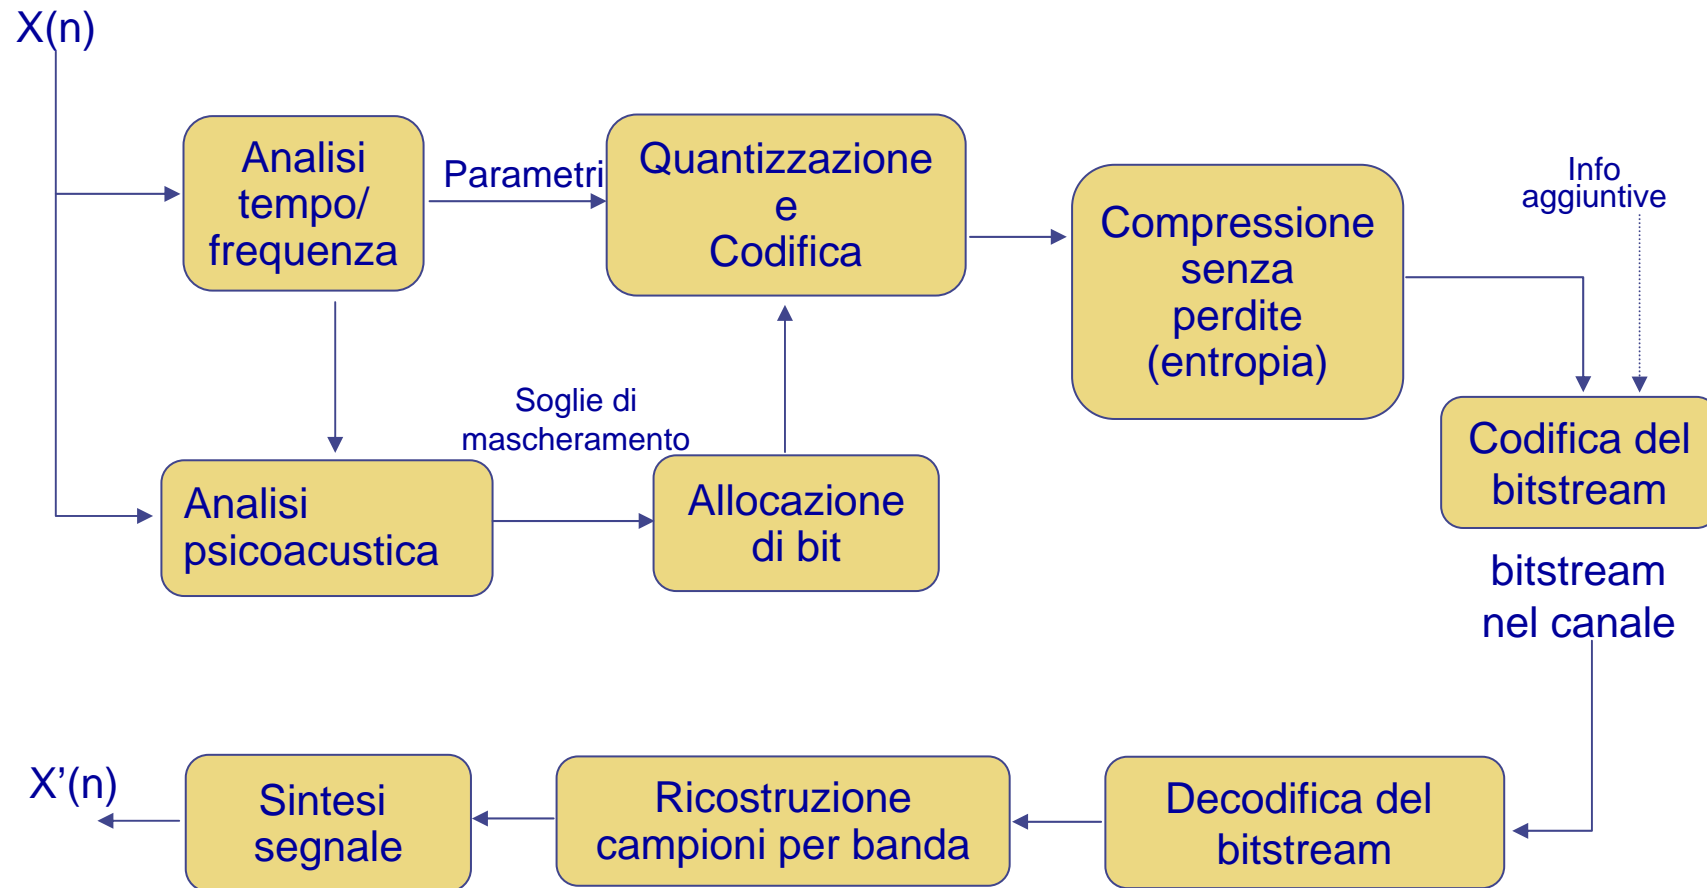 X(n)
Analisi
tempo/
frequenza
Parametri
Quantizzazione
e
Codifica
Compressione
senza
perdite
(entropia)
Info
aggiuntive
Soglie di
mascheramento
Analisi
psicoacustica
Allocazione
di bit
Codifica del
bitstream
bitstream
nel canale
X’(n)
Sintesi
segnale
Ricostruzione
campioni per banda
Decodifica del
bitstream